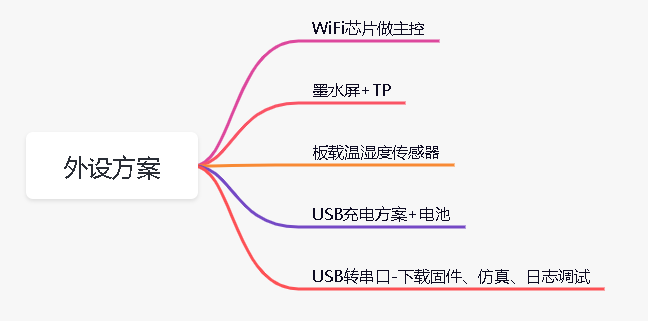 外设方案
WiFi芯片做主控
墨水屏+TP
板载温湿度传感器
USB充电方案+电池
USB转串口-下载固件、仿真、日志调试